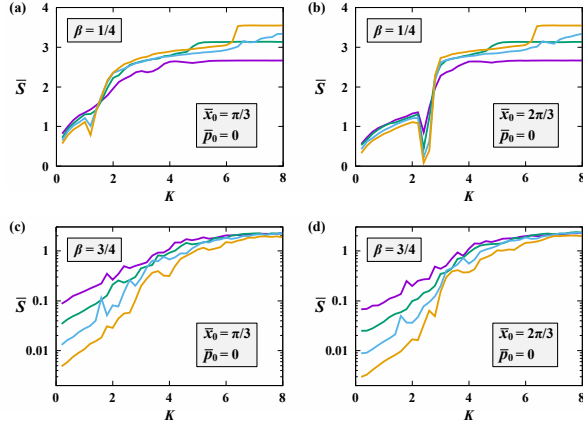 (a)
β = 1/4
x̄₀ = π/3
p̄₀ = 0
S̄
4
3
2
1
0
0 2 4 6 8
K
(b)
β = 1/4
x̄₀ = 2π/3
p̄₀ = 0
S̄
4
3
2
1
0
0 2 4 6 8
K
(c)
β = 3/4
x̄₀ = π/3
p̄₀ = 0
S̄
1
0.1
0.01
0 2 4 6 8
K
(d)
β = 3/4
x̄₀ = 2π/3
p̄₀ = 0
S̄
1
0.1
0.01
0 2 4 6 8
K